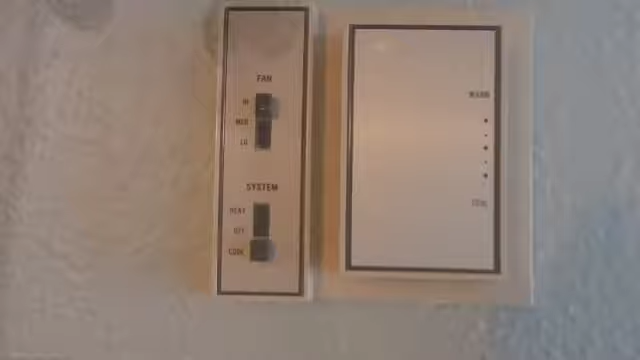 FAN
HI
MED
LO
SYSTEM
HEAT
OFF
COOL
WARM
COOL